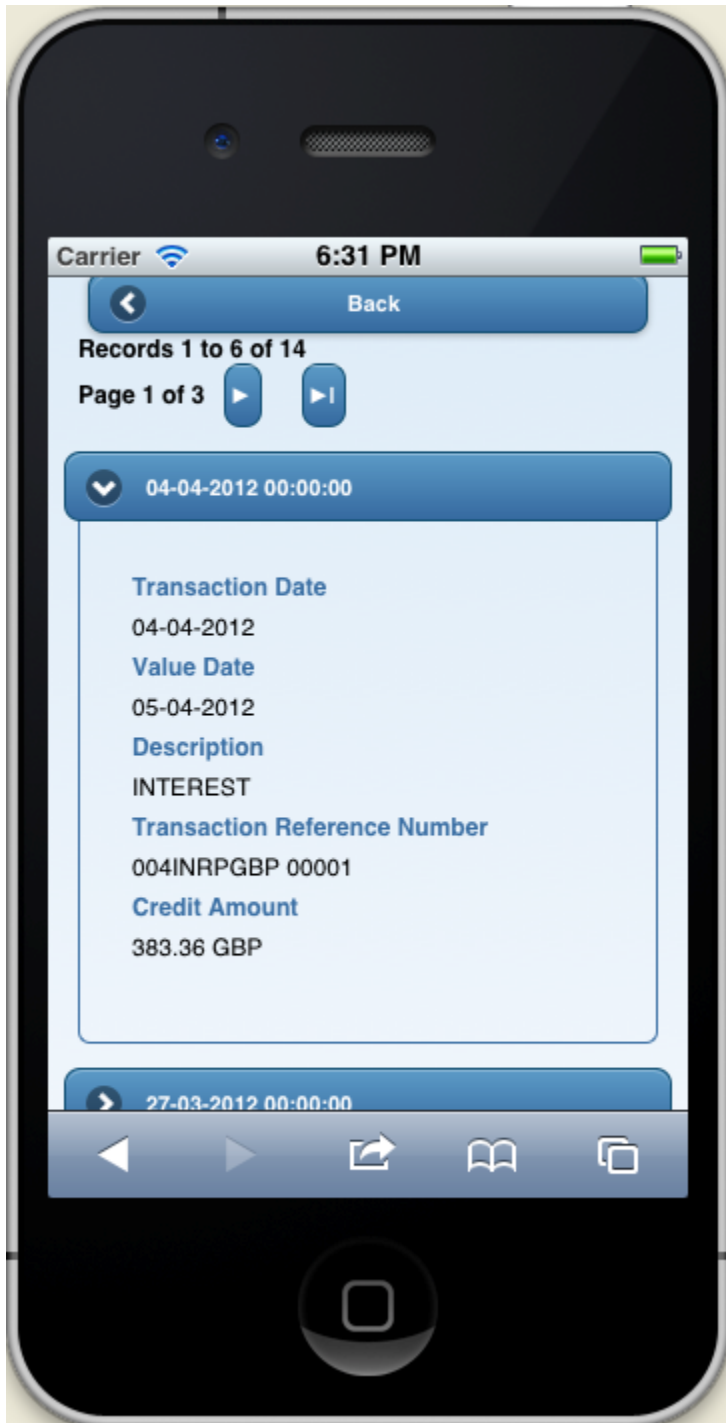 Carrier 6:31 PM
Back
Records 1 to 6 of 14
Page 1 of 3
04-04-2012 00:00:00
Transaction Date
04-04-2012
Value Date
05-04-2012
Description
INTEREST
Transaction Reference Number
004INRPGBP 00001
Credit Amount
383.36 GBP
27-03-2012 00:00:00